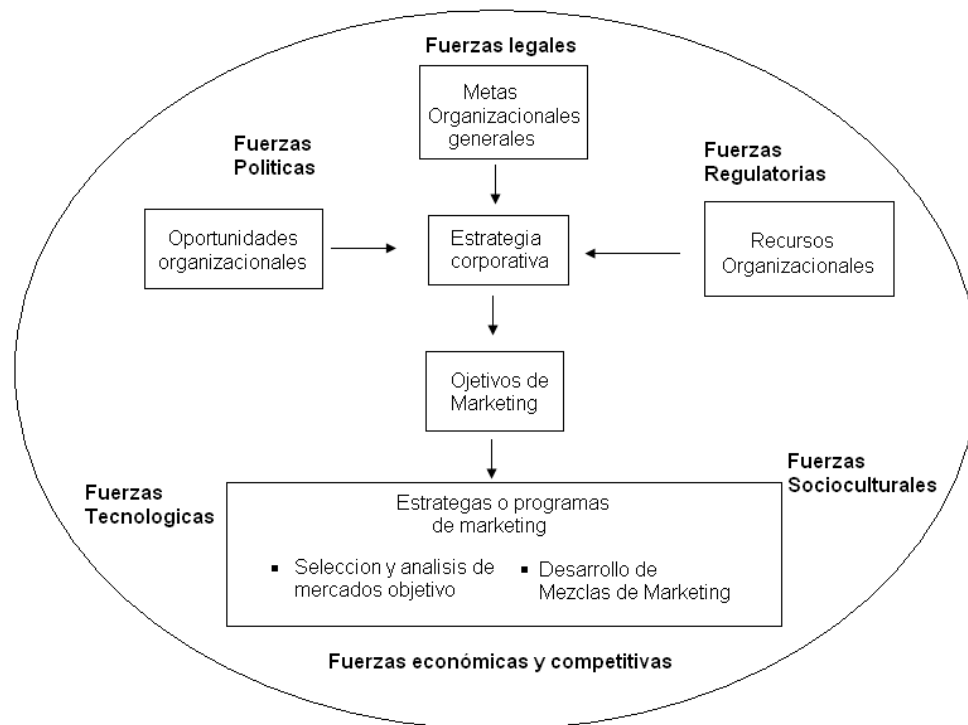 Fuerzas legales
Metas
Organizacionales
generales
Fuerzas
Politicas
Fuerzas
Regulatorias
Oportunidades
organizacionales
Estrategia
corporativa
Recursos
Organizacionales
Ojetivos de
Marketing
Fuerzas
Socioculturales
Fuerzas
Tecnologicas
Estrategas o programas
de marketing
▪ Seleccion y analisis de
mercados objetivo
▪ Desarrollo de
Mezclas de Marketing
Fuerzas económicas y competitivas